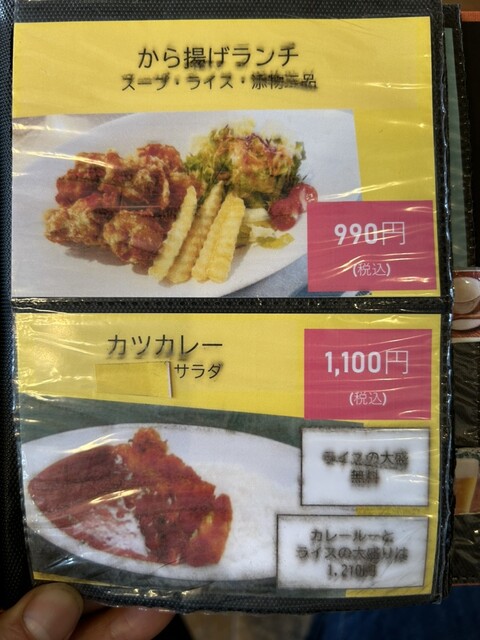 から揚げランチ
スープ・ライス・添物二品
990円
(税込)
カツカレー
サラダ
1,100円
(税込)
ライスの大盛
無料
カレールーと
ライスの大盛りは
1,210円